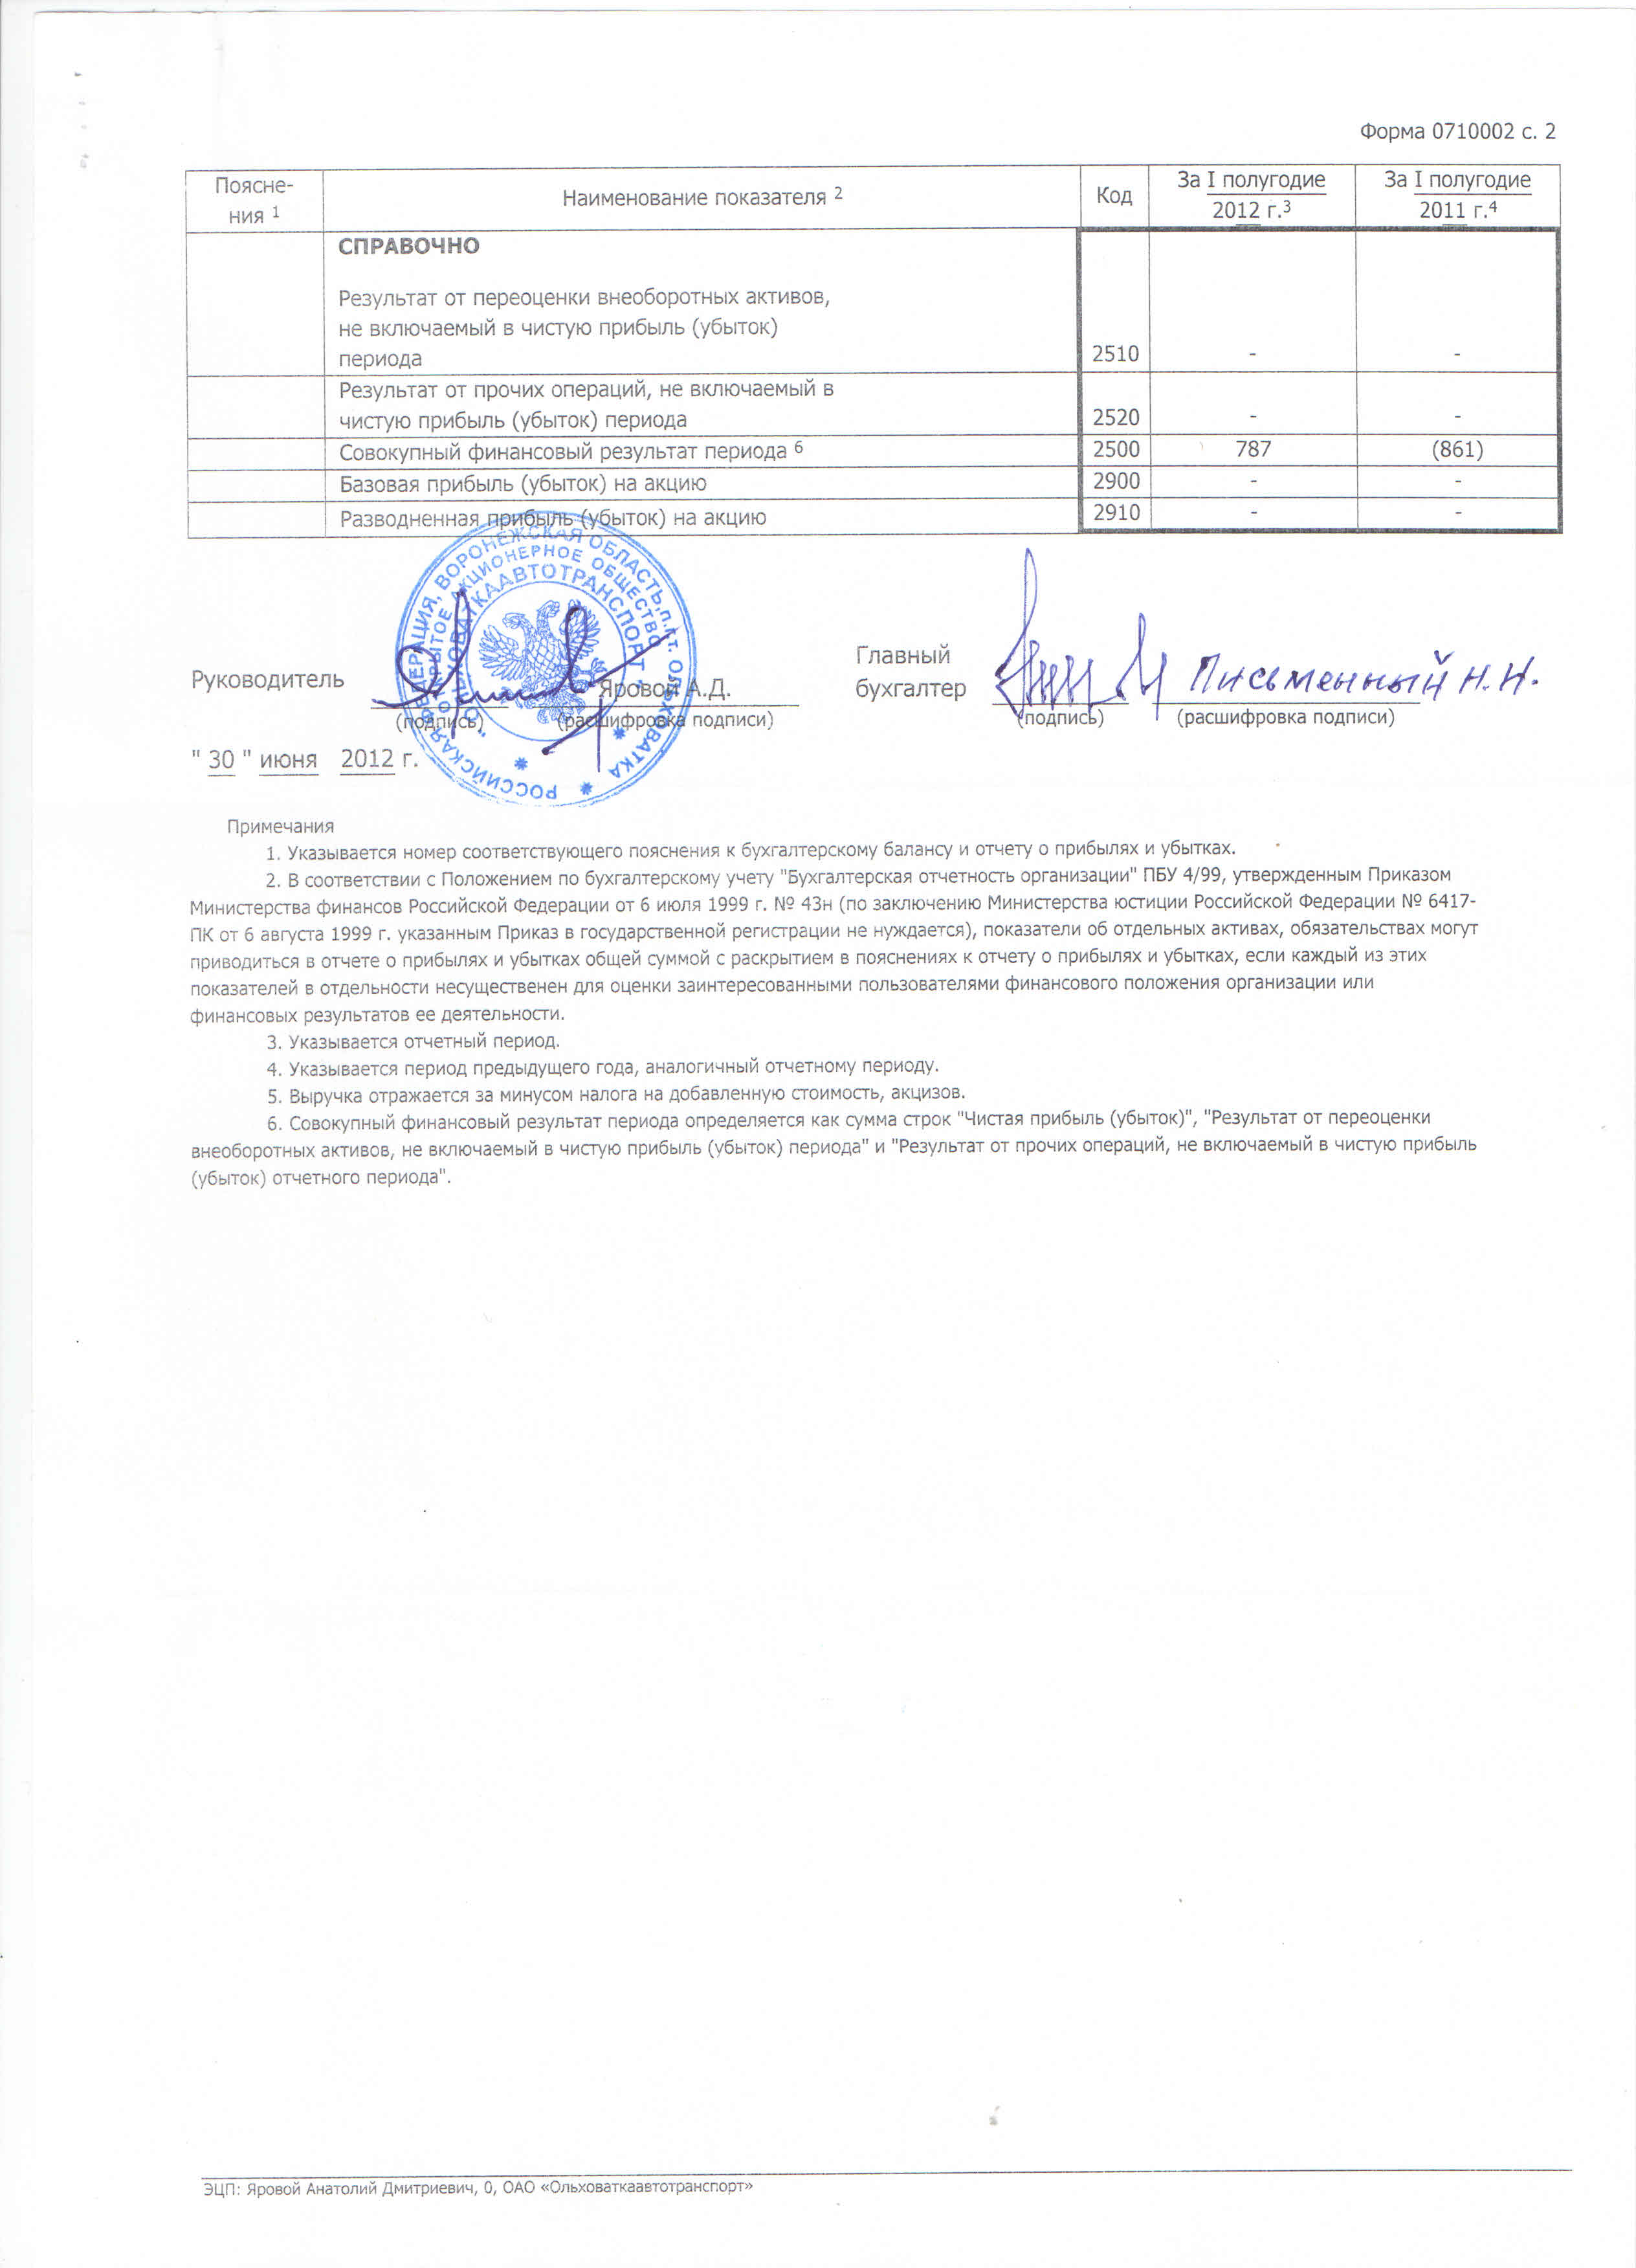 Форма 0710002 с. 2
Поясне-
ния 1
Наименование показателя 2
Код
За I полугодие
2012 г.3
За I полугодие
2011 г.4
СПРАВОЧНО
Результат от переоценки внеоборотных активов,
не включаемый в чистую прибыль (убыток)
периода 2510 - -
Результат от прочих операций, не включаемый в
чистую прибыль (убыток) периода 2520 - -
Совокупный финансовый результат периода 6 2500 787 (861)
Базовая прибыль (убыток) на акцию 2900 - -
Разводненная прибыль (убыток) на акцию 2910 - -
РОССИЙСКАЯ ФЕДЕРАЦИЯ, ВОРОНЕЖСКАЯ ОБЛАСТЬ, п.г.т. ОЛЬХОВАТКА
ОТКРЫТОЕ АКЦИОНЕРНОЕ ОБЩЕСТВО
"ОЛЬХОВАТКААВТОТРАНСПОРТ"
Руководитель
Яровой А.Д.
(подпись) (расшифровка подписи)
Главный
бухгалтер
Письменный Н.Н.
(подпись) (расшифровка подписи)
" 30 " июня 2012 г.
Примечания
1. Указывается номер соответствующего пояснения к бухгалтерскому балансу и отчету о прибылях и убытках.
2. В соответствии с Положением по бухгалтерскому учету "Бухгалтерская отчетность организации" ПБУ 4/99, утвержденным Приказом
Министерства финансов Российской Федерации от 6 июля 1999 г. № 43н (по заключению Министерства юстиции Российской Федерации № 6417-
ПК от 6 августа 1999 г. указанным Приказ в государственной регистрации не нуждается), показатели об отдельных активах, обязательствах могут
приводиться в отчете о прибылях и убытках общей суммой с раскрытием в пояснениях к отчету о прибылях и убытках, если каждый из этих
показателей в отдельности несущественен для оценки заинтересованными пользователями финансового положения организации или
финансовых результатов ее деятельности.
3. Указывается отчетный период.
4. Указывается период предыдущего года, аналогичный отчетному периоду.
5. Выручка отражается за минусом налога на добавленную стоимость, акцизов.
6. Совокупный финансовый результат периода определяется как сумма строк "Чистая прибыль (убыток)", "Результат от переоценки
внеоборотных активов, не включаемый в чистую прибыль (убыток) периода" и "Результат от прочих операций, не включаемый в чистую прибыль
(убыток) отчетного периода".
ЭЦП: Яровой Анатолий Дмитриевич, 0, ОАО «Ольховаткаавтотранспорт»